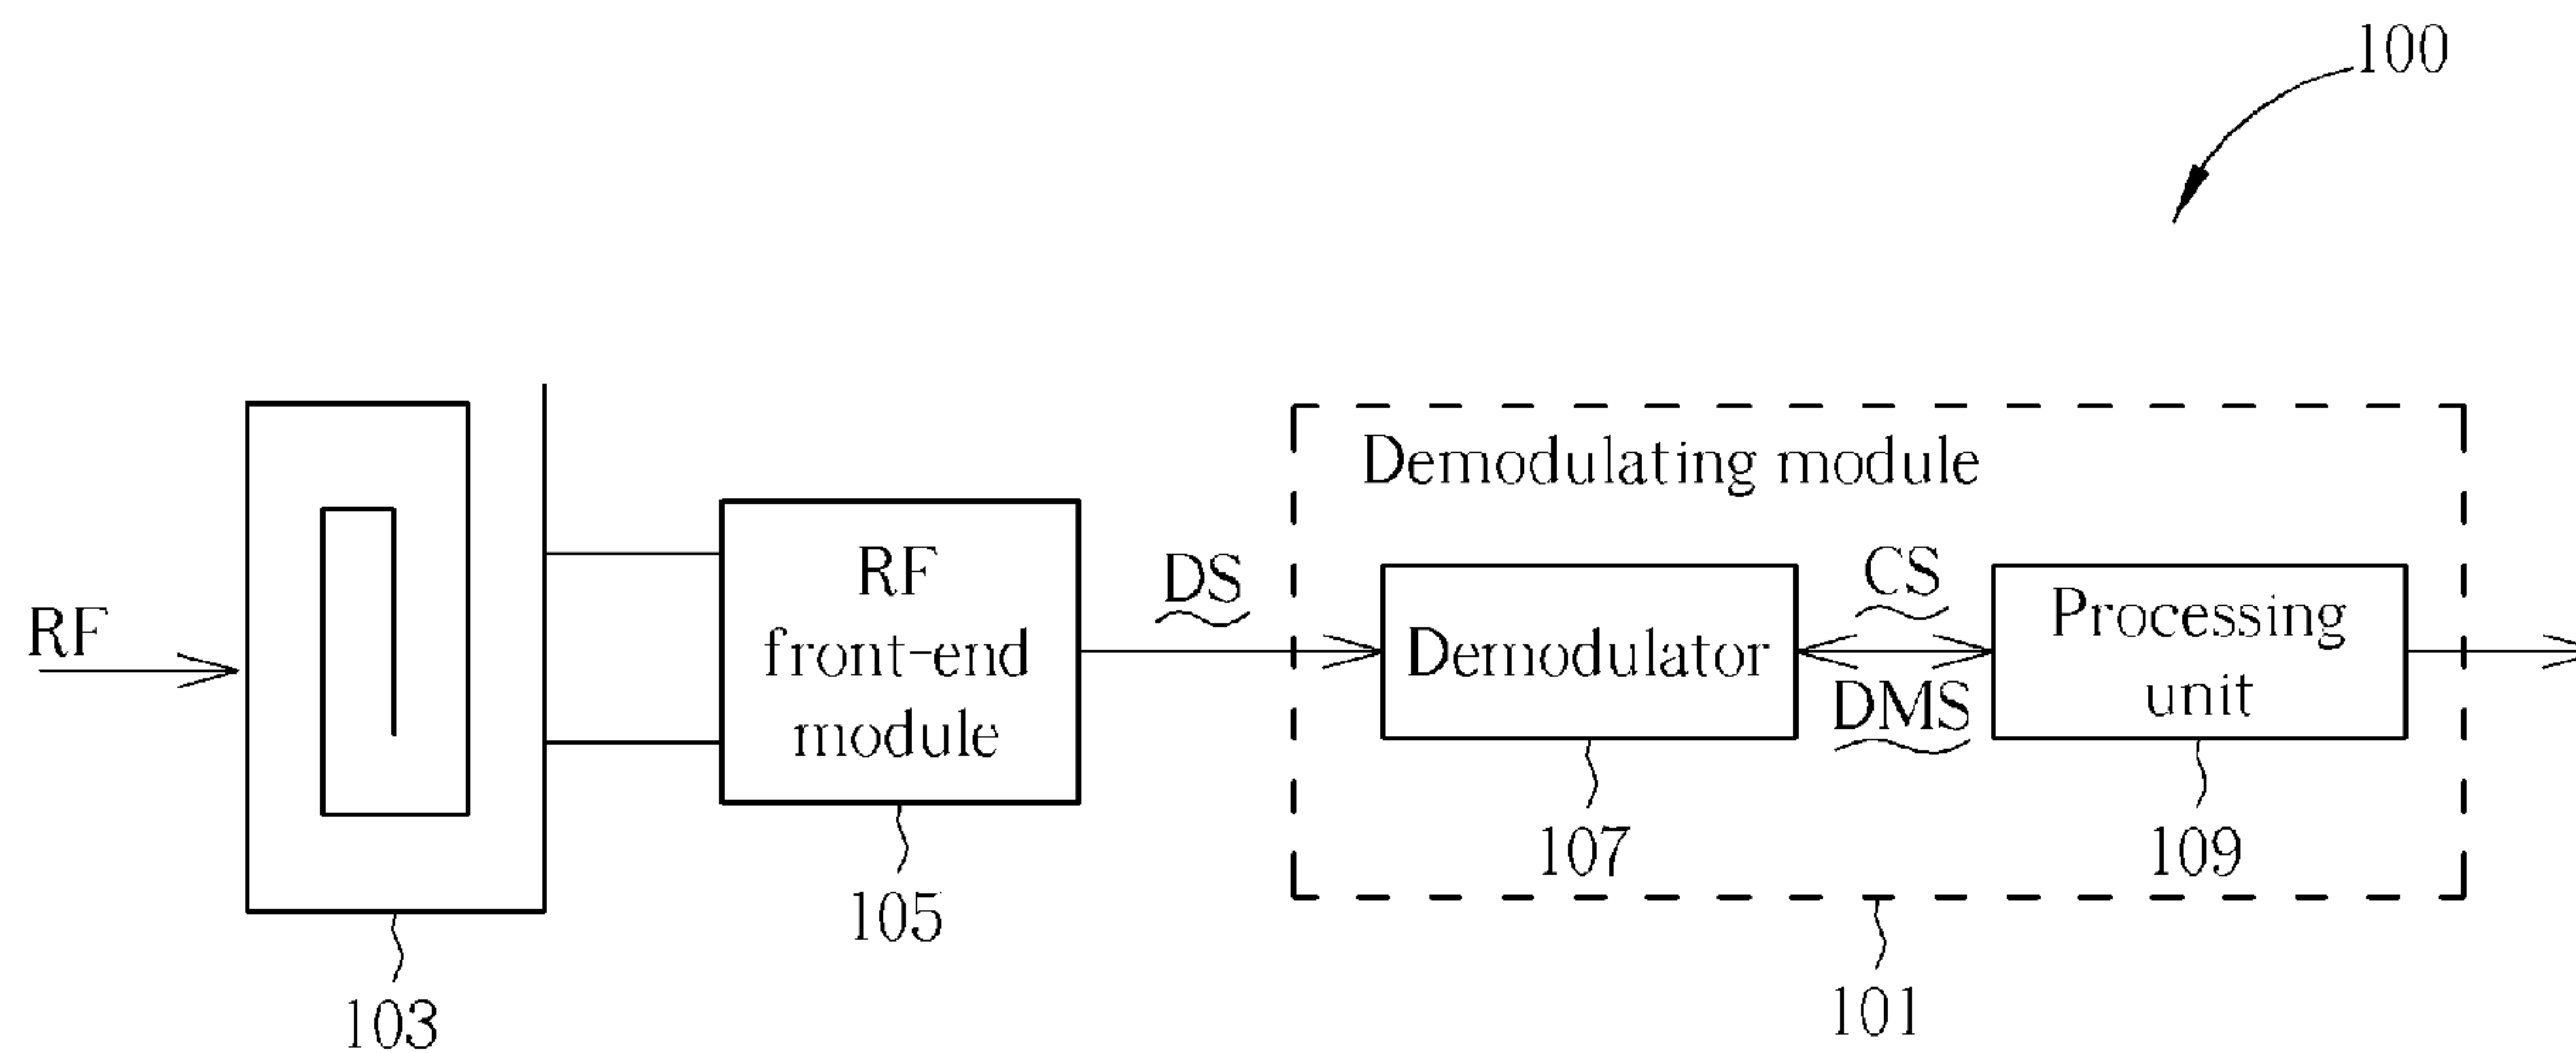 100
Demodulating module
RF
RF
front-end
module
DS
Demodulator
CS
DMS
Processing
unit
107
109
105
103
101